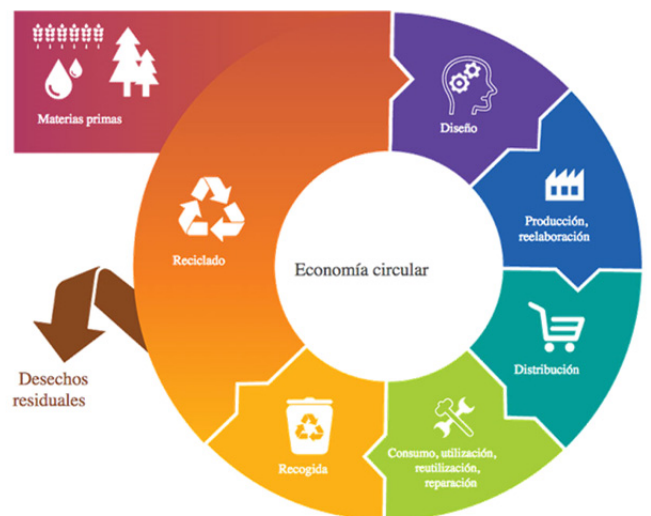 Materias primas
Diseño
Producción,
reelaboración
Distribución
Consumo, utilización,
reutilización,
reparación
Recogida
Reciclado
Desechos
residuales
Economía circular